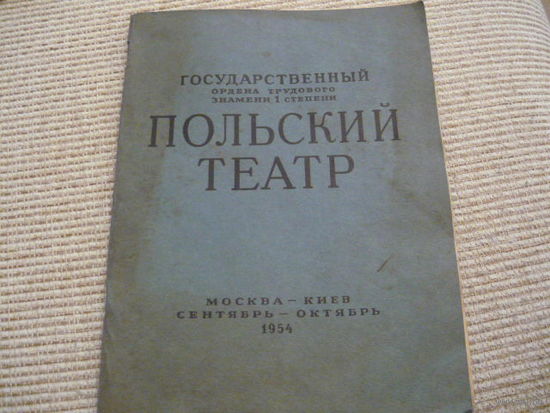 ГОСУДАРСТВЕННЫЙ
ОРДЕНА ТРУДОВОГО
ЗНАМЕНИ 1 СТЕПЕНИ
ПОЛЬСКИЙ
ТЕАТР
МОСКВА – КИЕВ
СЕНТЯБРЬ – ОКТЯБРЬ
1954